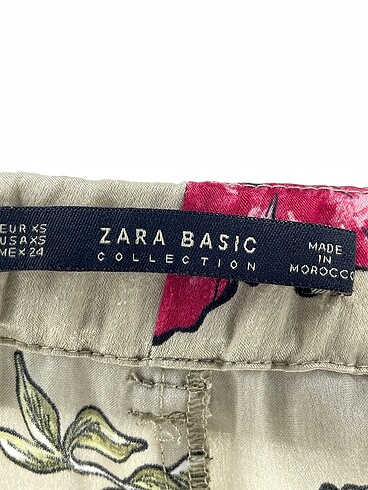 EUR XS
USA XS
MEX 24
ZARA BASIC
COLLECTION
MADE
IN
MOROCCO